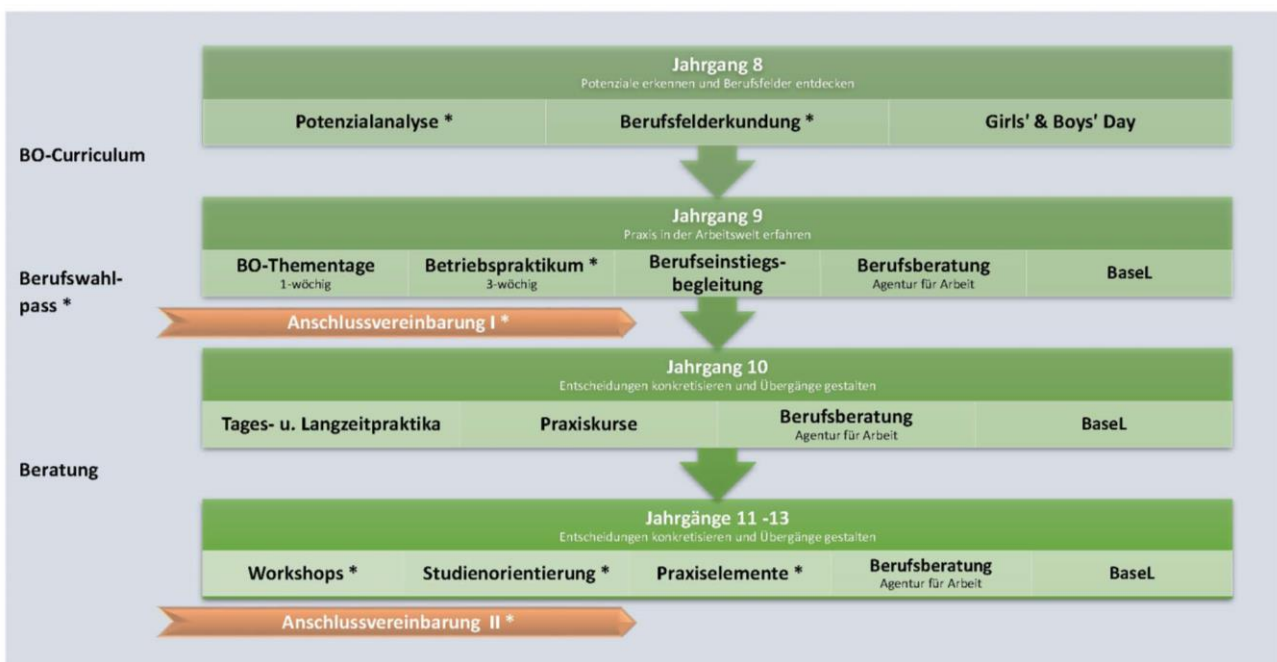 Jahrgang 8
Potenziale erkennen und Berufsfelder entdecken
Potenzialanalyse *
Berufsfelderkundung *
Girls' & Boys' Day
BO-Curriculum
Jahrgang 9
Praxis in der Arbeitswelt erfahren
BO-Thementage
1-wöchig
Betriebspraktikum *
3-wöchig
Berufseinstiegs-
begleitung
Berufsberatung
Agentur für Arbeit
BaseL
Berufswahl-
pass *
Anschlussvereinbarung I *
Jahrgang 10
Entscheidungen konkretisieren und Übergänge gestalten
Tages- u. Langzeitpraktika
Praxiskurse
Berufsberatung
Agentur für Arbeit
BaseL
Beratung
Jahrgänge 11 -13
Entscheidungen konkretisieren und Übergänge gestalten
Workshops *
Studienorientierung *
Praxiselemente *
Berufsberatung
Agentur für Arbeit
BaseL
Anschlussvereinbarung II *